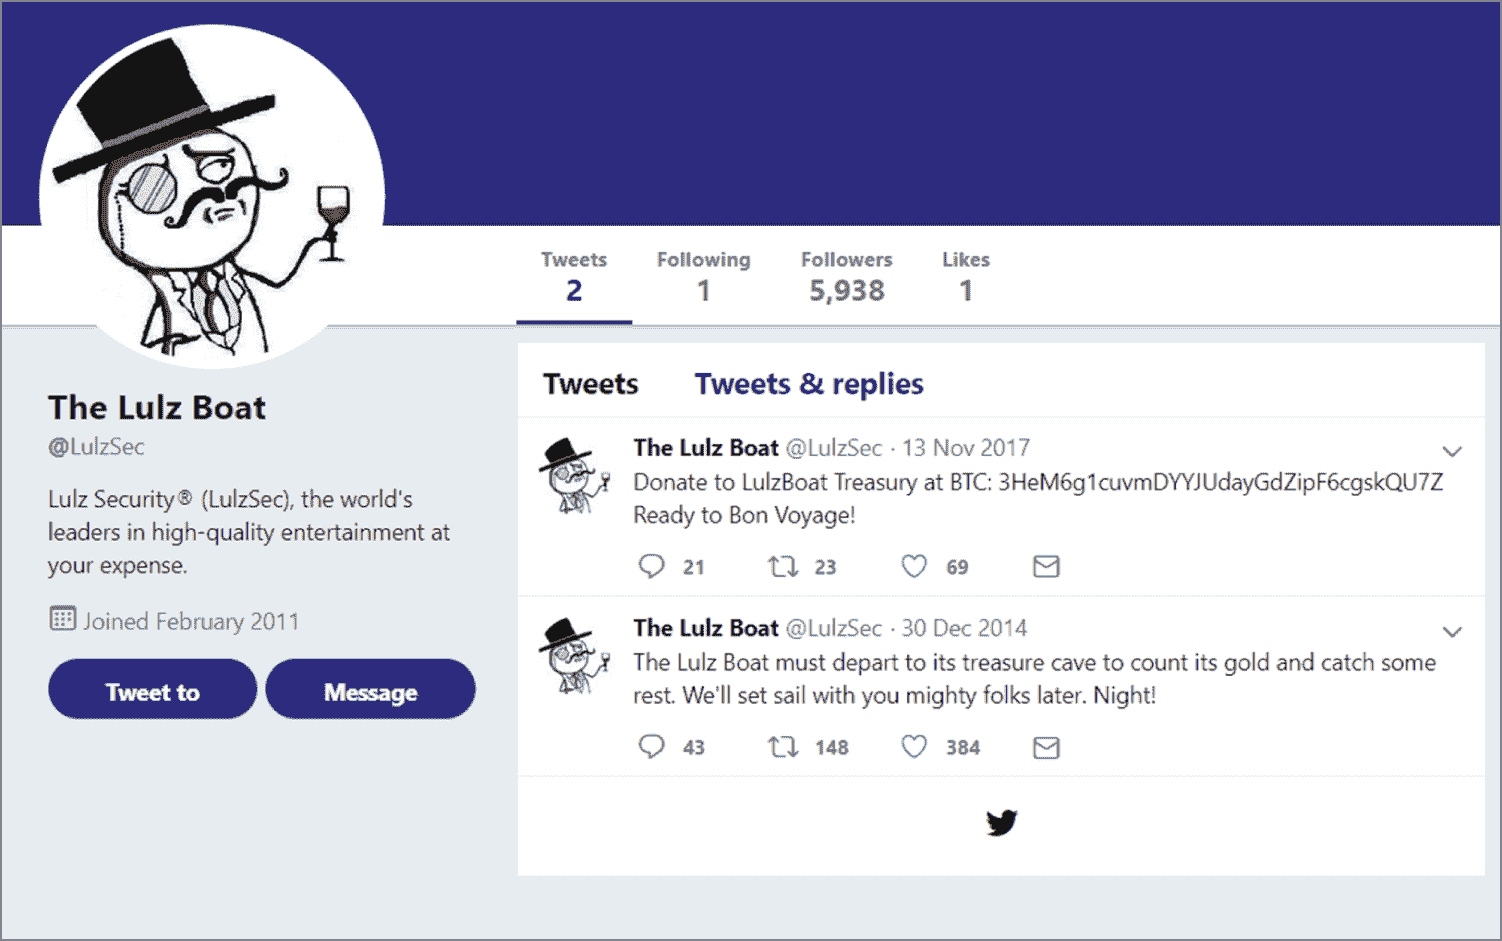 Tweets Following Followers Likes
2 1 5,938 1
The Lulz Boat
@LulzSec
Lulz Security® (LulzSec), the world's
leaders in high-quality entertainment at
your expense.
Joined February 2011
Tweet to Message
Tweets Tweets & replies
The Lulz Boat @LulzSec · 13 Nov 2017
Donate to LulzBoat Treasury at BTC: 3HeM6g1cuvmDYYJUdayGdZipF6cgskQU7Z
Ready to Bon Voyage!
21 23 69
The Lulz Boat @LulzSec · 30 Dec 2014
The Lulz Boat must depart to its treasure cave to count its gold and catch some
rest. We'll set sail with you mighty folks later. Night!
43 148 384